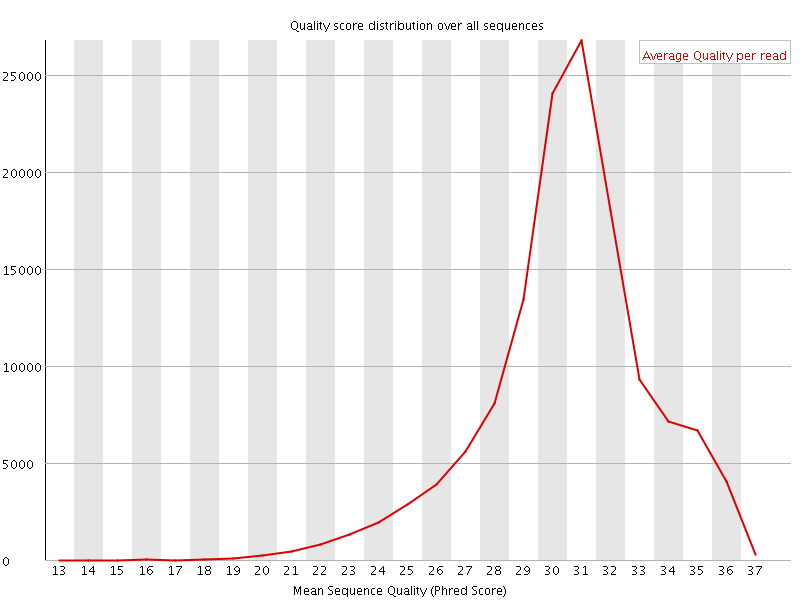 Quality score distribution over all sequences
Average Quality per read
25000
20000
15000
10000
5000
0
13 14 15 16 17 18 19 20 21 22 23 24 25 26 27 28 29 30 31 32 33 34 35 36 37
Mean Sequence Quality (Phred Score)